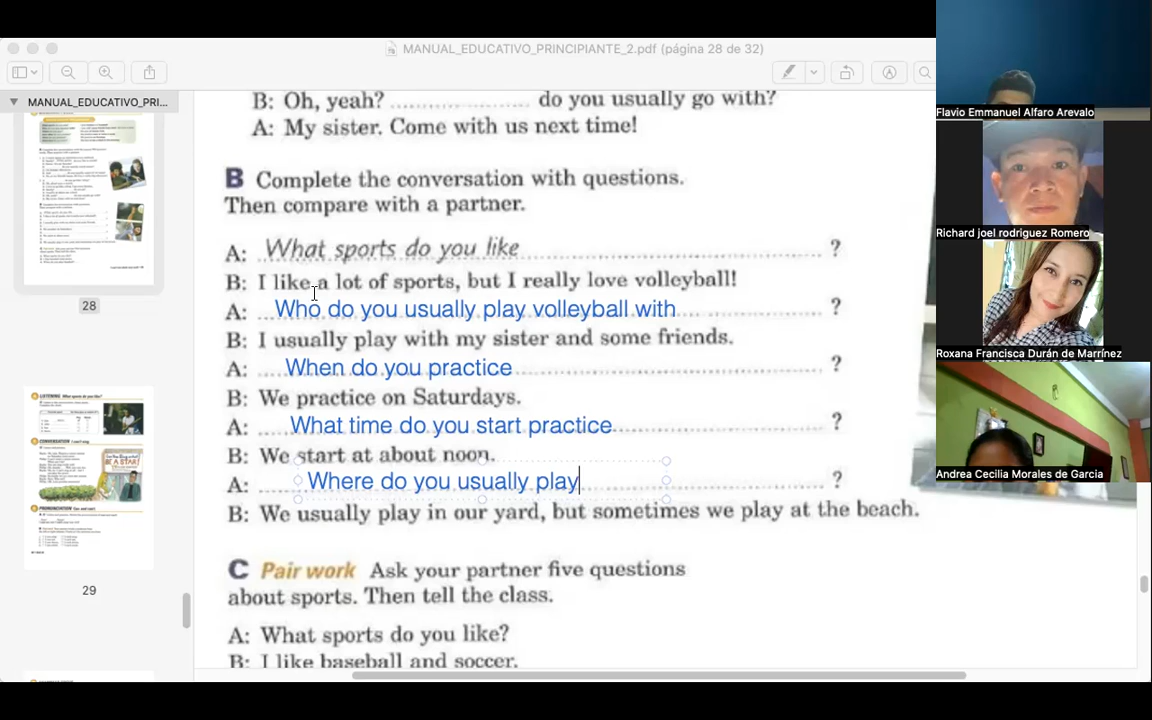 MANUAL_EDUCATIVO_PRINCIPIANTE_2.pdf (página 28 de 32)
MANUAL_EDUCATIVO_PRI...
28
LISTENING
CONVERSATION
BE A STAR!
PRONUNCIATION
29
B: Oh, yeah? ................ do you usually go with?
A: My sister. Come with us next time!
B Complete the conversation with questions.
Then compare with a partner.
A: What sports do you like ?
B: I like a lot of sports, but I really love volleyball!
A: Who do you usually play volleyball with ?
B: I usually play with my sister and some friends.
A: When do you practice ?
B: We practice on Saturdays.
A: What time do you start practice ?
B: We start at about noon.
A: Where do you usually play ?
B: We usually play in our yard, but sometimes we play at the beach.
C Pair work Ask your partner five questions
about sports. Then tell the class.
A: What sports do you like?
B: I like baseball and soccer.
Flavio Emmanuel Alfaro Arevalo
Richard joel rodriguez Romero
Roxana Francisca Durán de Marrínez
Andrea Cecilia Morales de Garcia